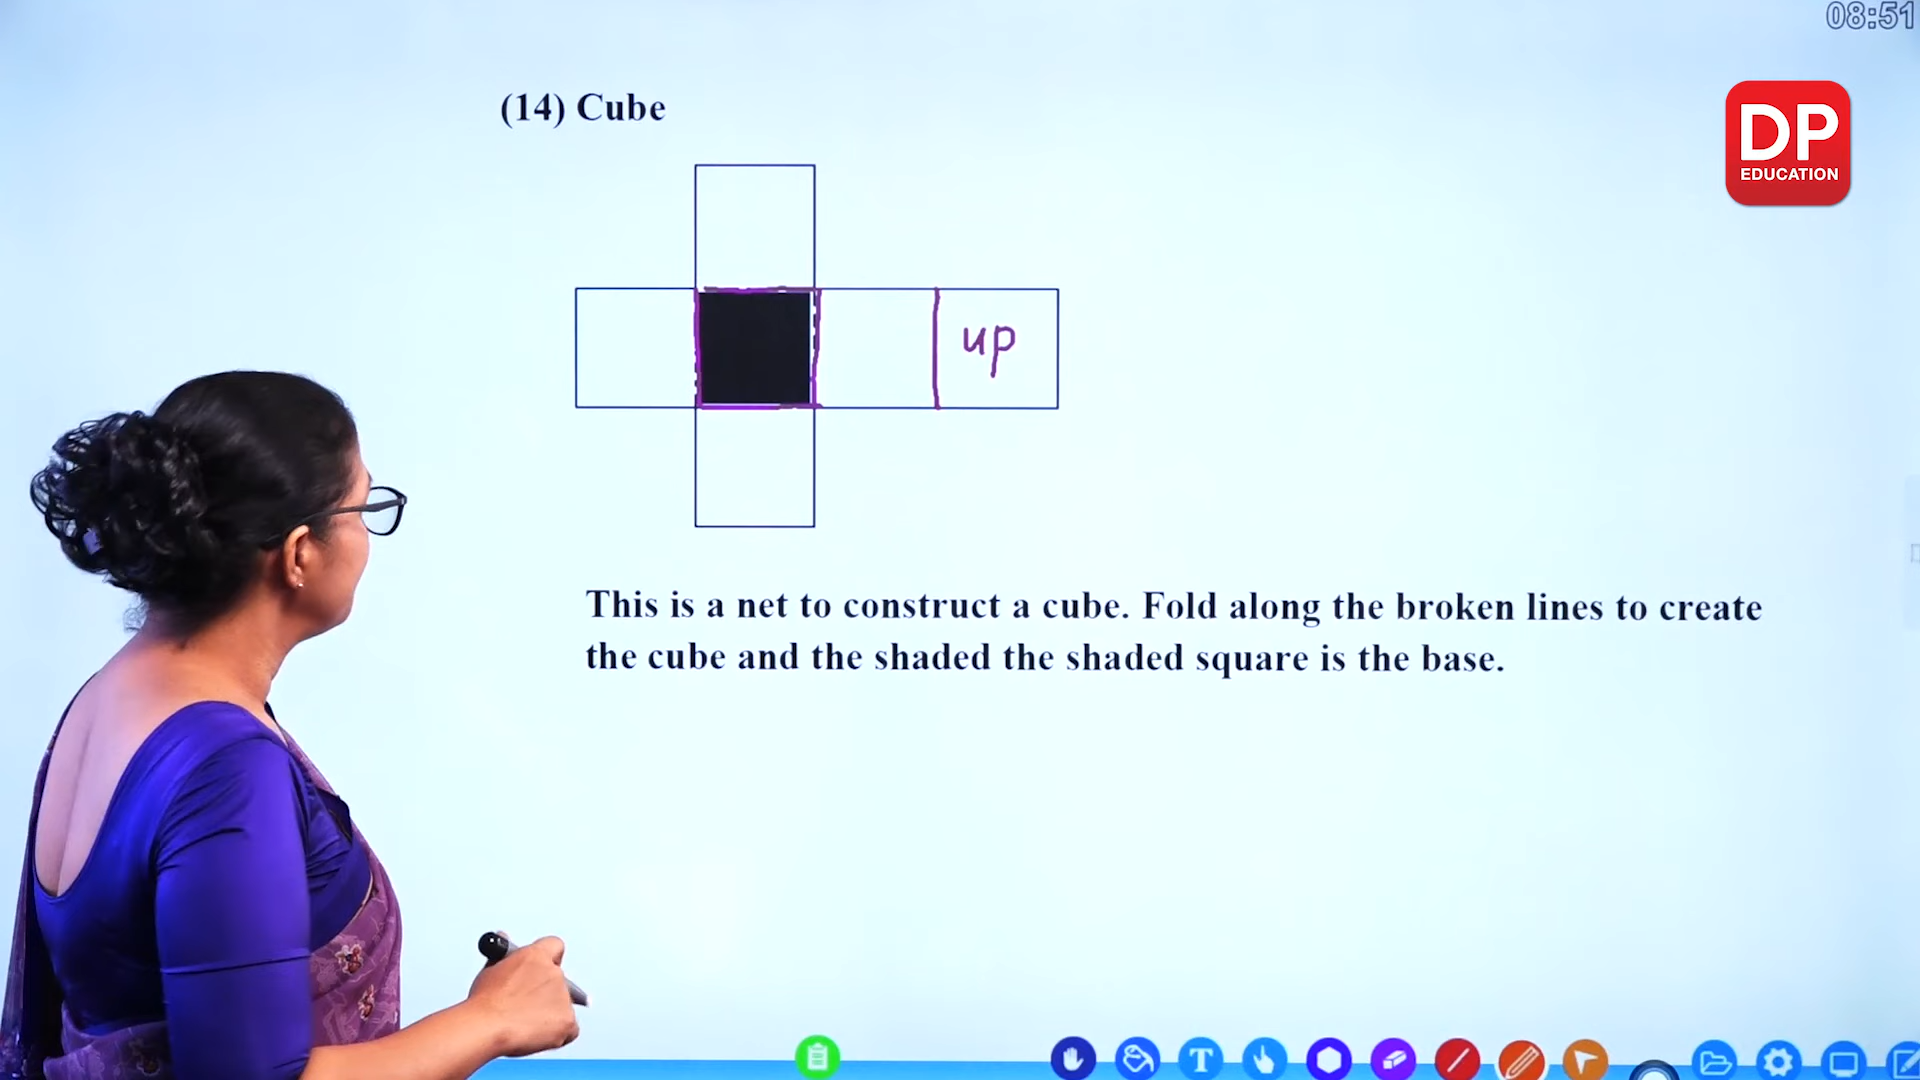 08:51
(14) Cube
DP
EDUCATION
up
This is a net to construct a cube. Fold along the broken lines to create
the cube and the shaded the shaded square is the base.
T